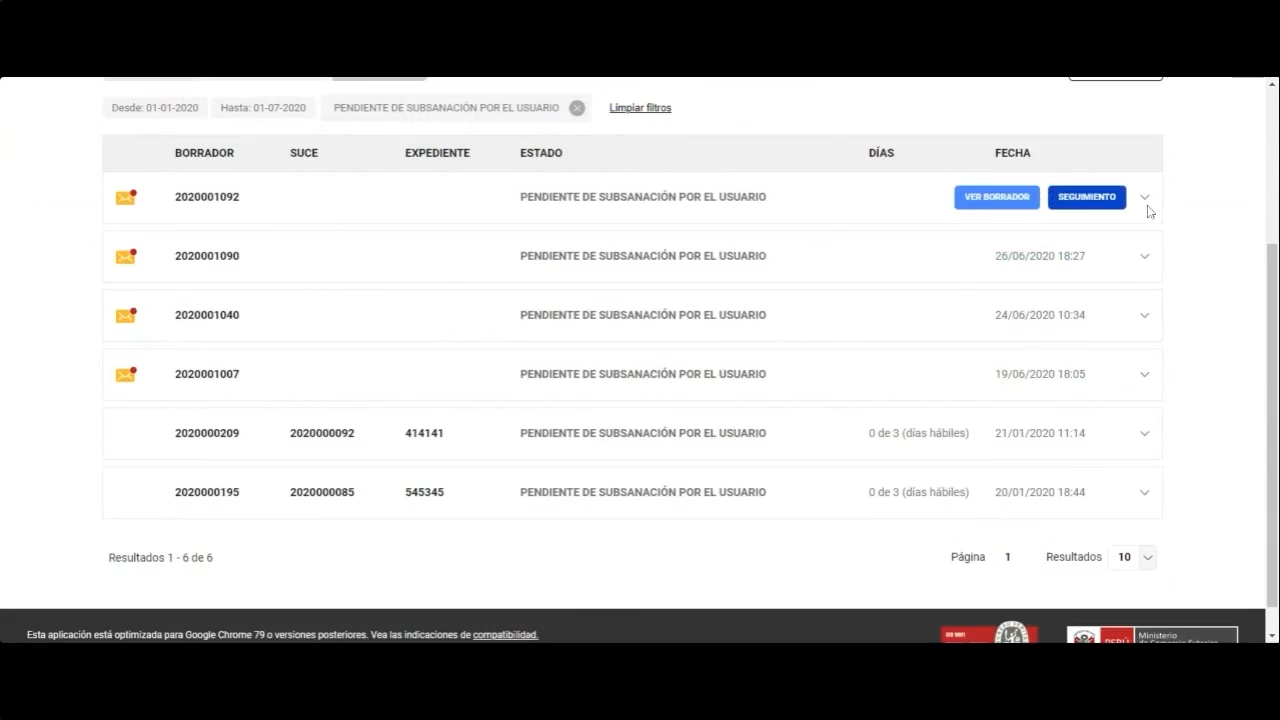 Desde: 01-01-2020 Hasta: 01-07-2020 PENDIENTE DE SUBSANACIÓN POR EL USUARIO Limpiar filtros
BORRADOR SUCE EXPEDIENTE ESTADO DÍAS FECHA
2020001092 PENDIENTE DE SUBSANACIÓN POR EL USUARIO VER BORRADOR SEGUIMIENTO
2020001090 PENDIENTE DE SUBSANACIÓN POR EL USUARIO 26/06/2020 18:27
2020001040 PENDIENTE DE SUBSANACIÓN POR EL USUARIO 24/06/2020 10:34
2020001007 PENDIENTE DE SUBSANACIÓN POR EL USUARIO 19/06/2020 18:05
2020000209 2020000092 414141 PENDIENTE DE SUBSANACIÓN POR EL USUARIO 0 de 3 (días hábiles) 21/01/2020 11:14
2020000195 2020000085 545345 PENDIENTE DE SUBSANACIÓN POR EL USUARIO 0 de 3 (días hábiles) 20/01/2020 18:44
Resultados 1 - 6 de 6 Página 1 Resultados 10
Esta aplicación está optimizada para Google Chrome 79 o versiones posteriores. Vea las indicaciones de compatibilidad.
PERÚ Ministerio